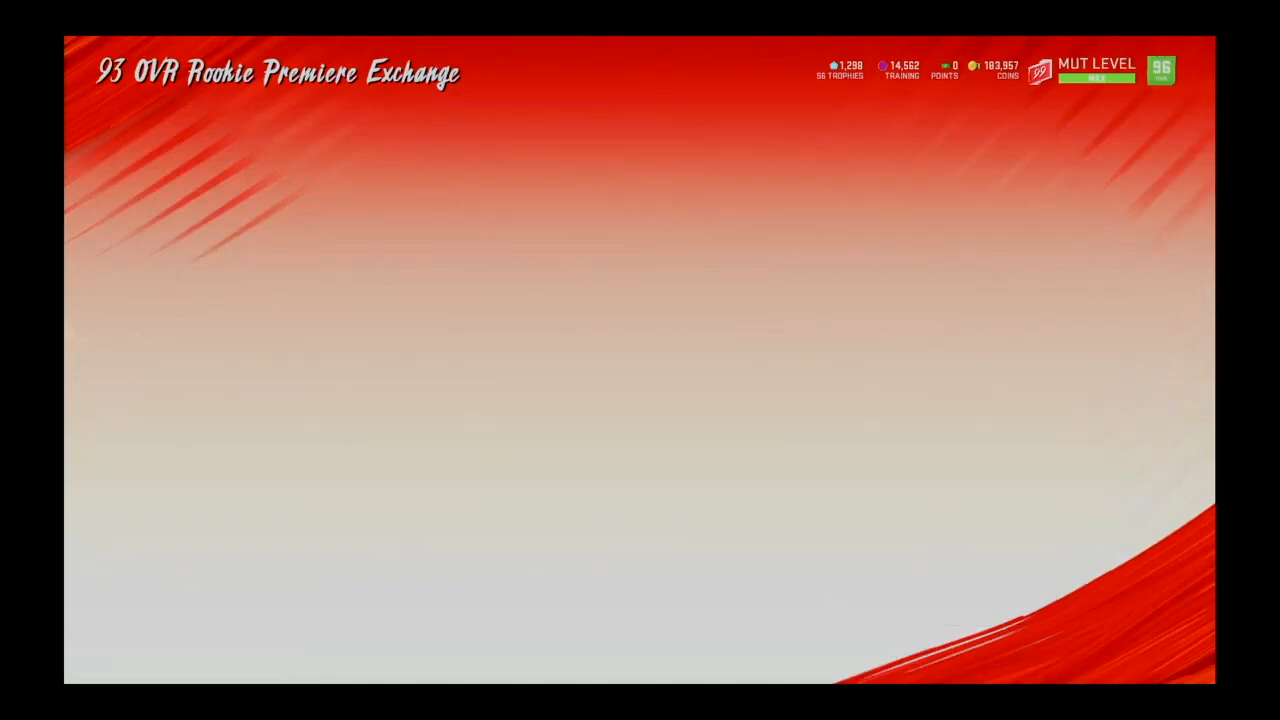 93 OVR Rookie Premiere Exchange
1,298
S6 TROPHIES
14,562
TRAINING
0
POINTS
183,957
COINS
99
MUT LEVEL
96